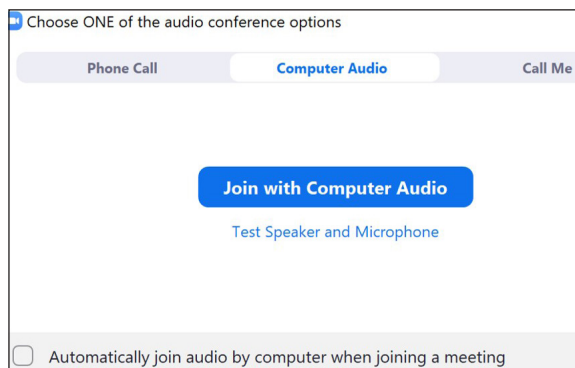 Choose ONE of the audio conference options
Phone Call Computer Audio Call Me
Join with Computer Audio
Test Speaker and Microphone
Automatically join audio by computer when joining a meeting